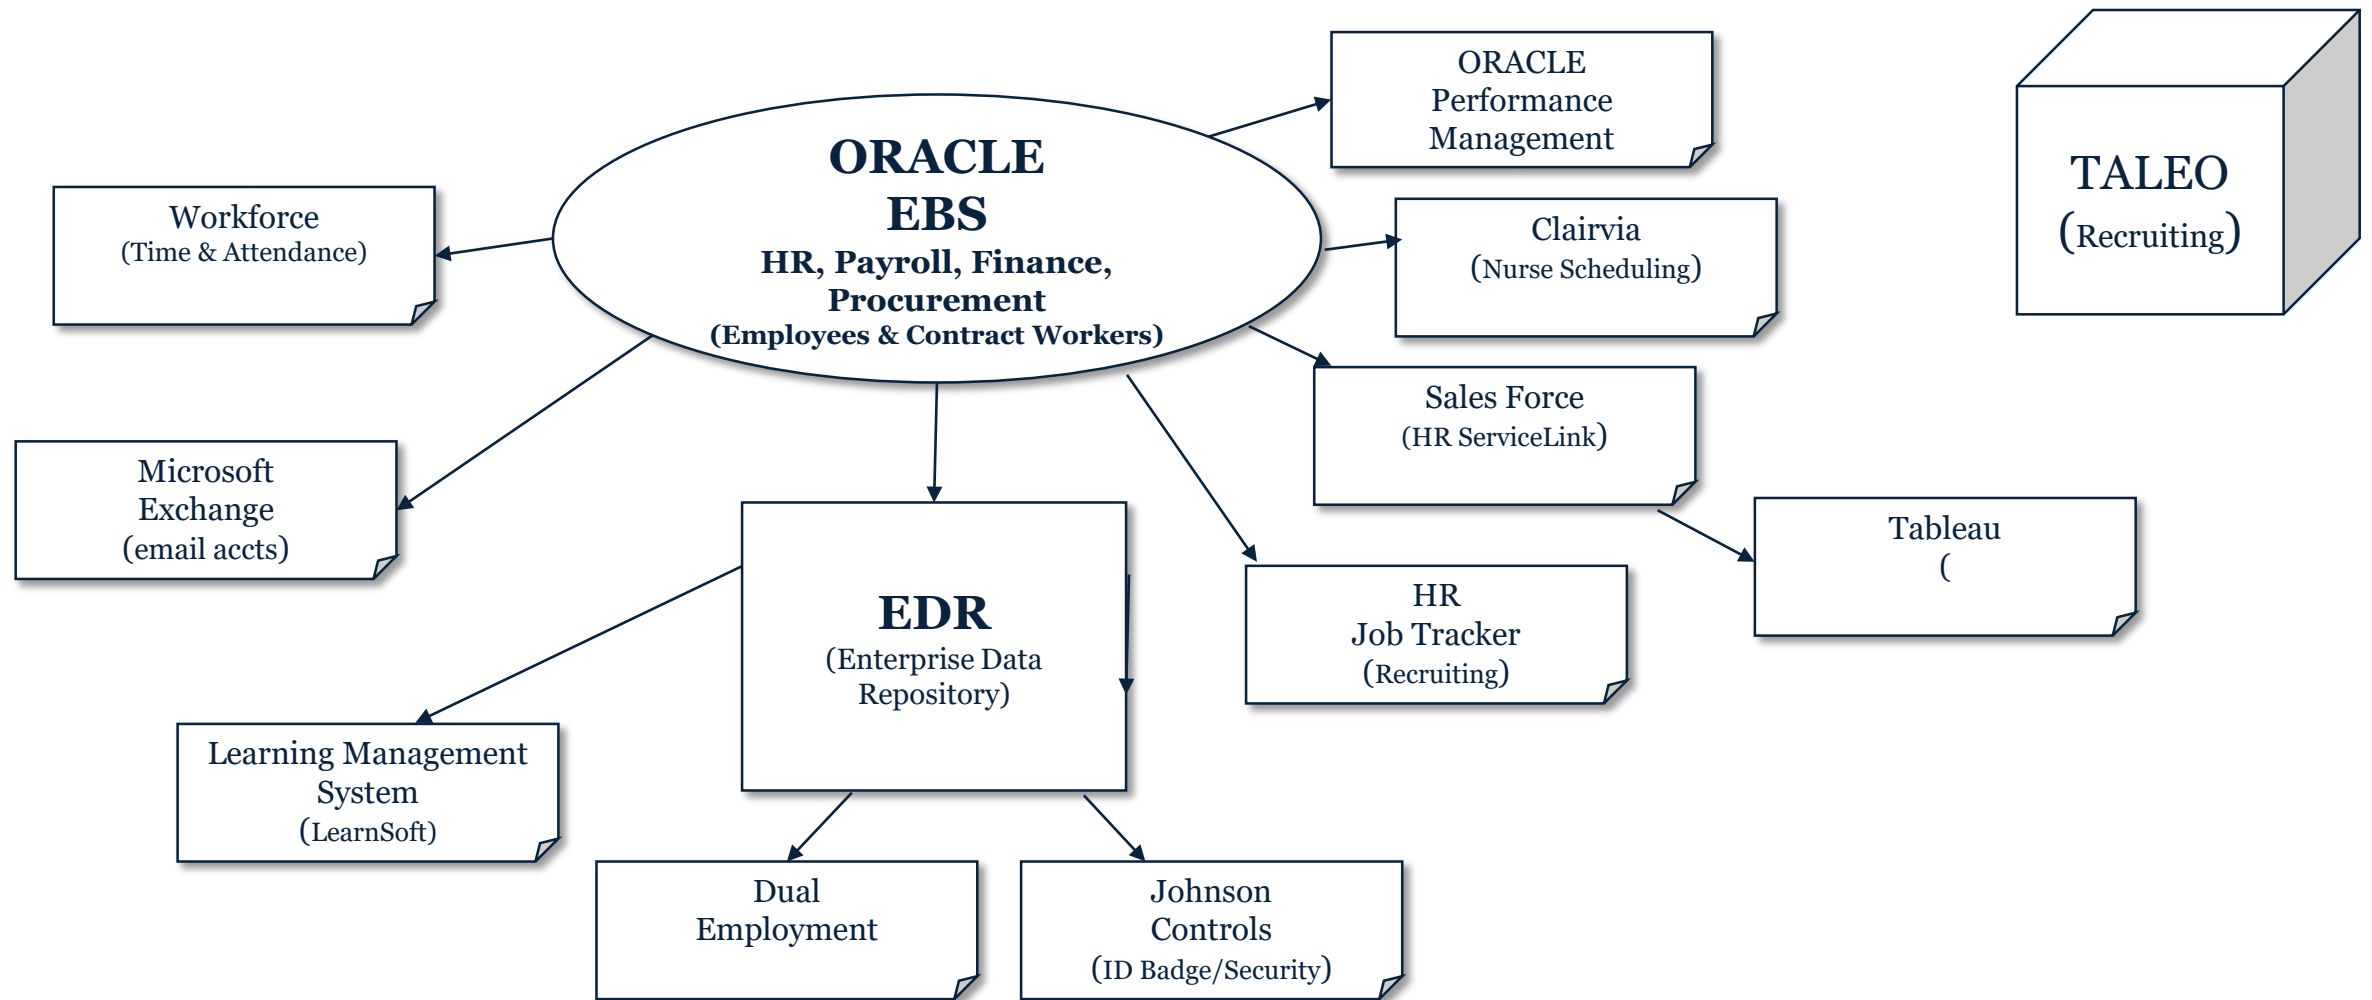 ORACLE
Performance
Management
TALEO
(Recruiting)
ORACLE
EBS
HR, Payroll, Finance,
Procurement
(Employees & Contract Workers)
Workforce
(Time & Attendance)
Clairvia
(Nurse Scheduling)
Sales Force
(HR ServiceLink)
Microsoft
Exchange
(email accts)
Tableau
(
EDR
(Enterprise Data
Repository)
HR
Job Tracker
(Recruiting)
Learning Management
System
(LearnSoft)
Dual
Employment
Johnson
Controls
(ID Badge/Security)